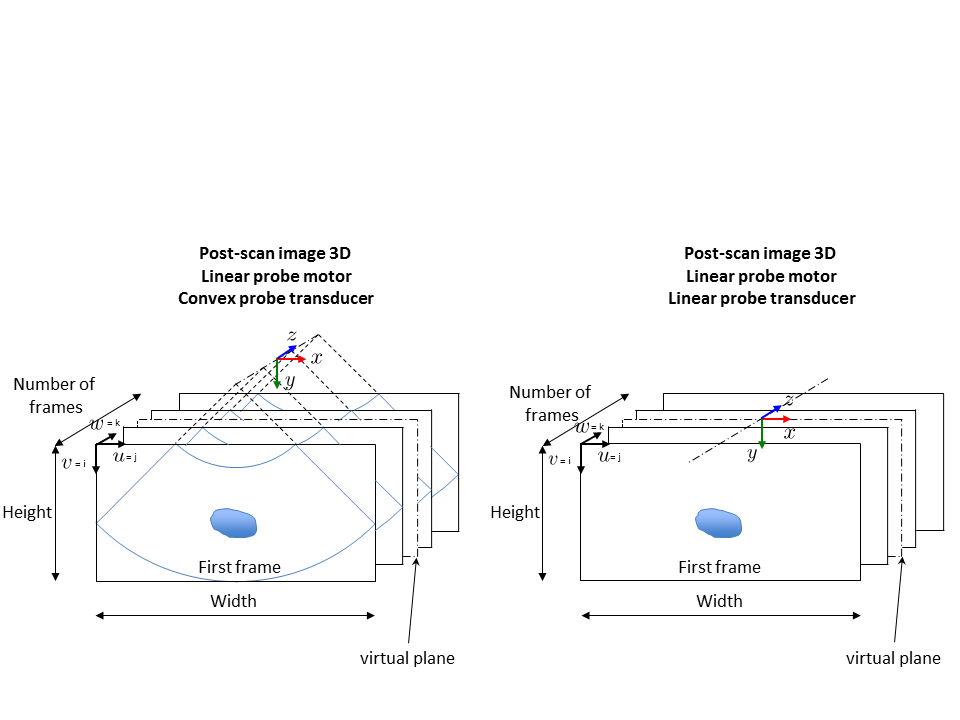 Post-scan image 3D
Linear probe motor
Convex probe transducer
z
x
y
Number of
frames
w = k
v = i
u = j
Height
First frame
Width
virtual plane
Post-scan image 3D
Linear probe motor
Linear probe transducer
Number of
frames
z
x
y
w = k
v = i
u = j
Height
First frame
Width
virtual plane